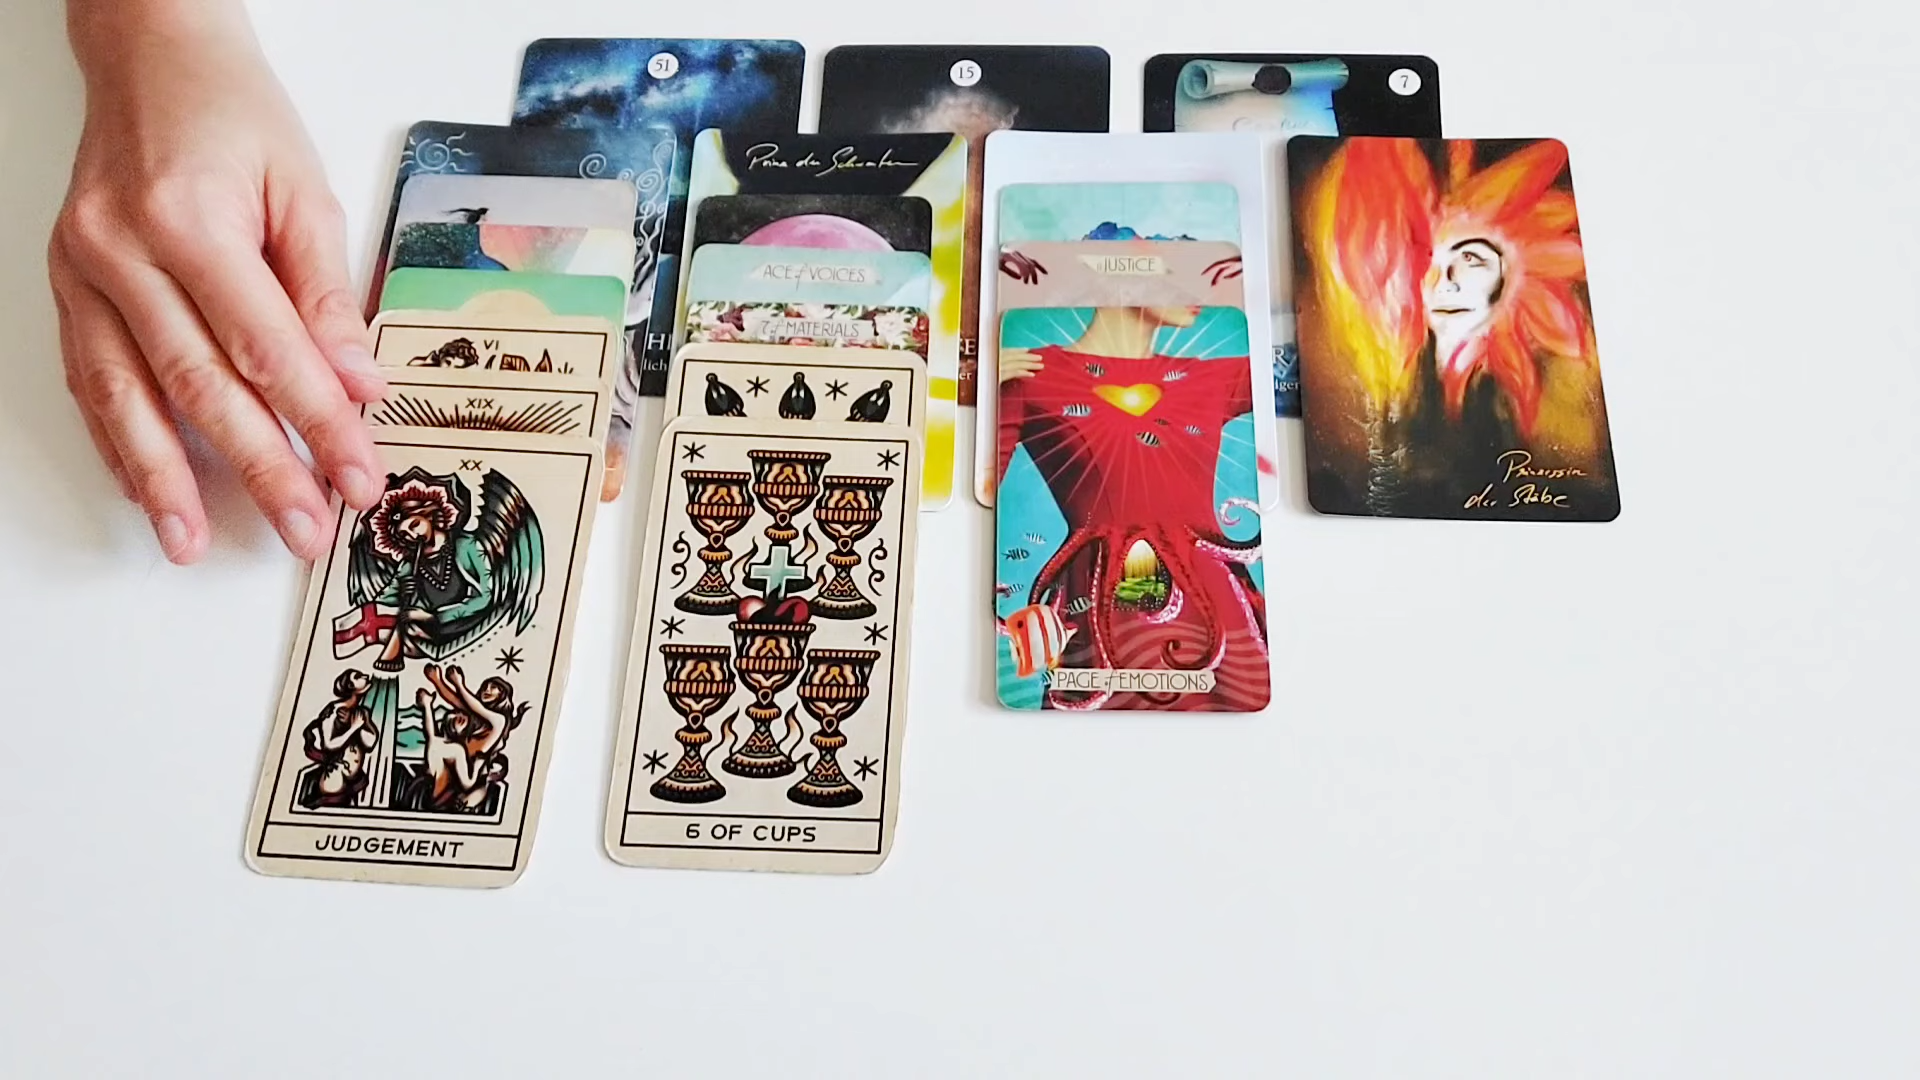 51
15
7
Prinz der Scheiben
ACE of VOICES
JUSTICE
7 of MATERIALS
VI
XIX
XX
Prinzessin
der Stäbe
PAGE of EMOTIONS
6 OF CUPS
JUDGEMENT